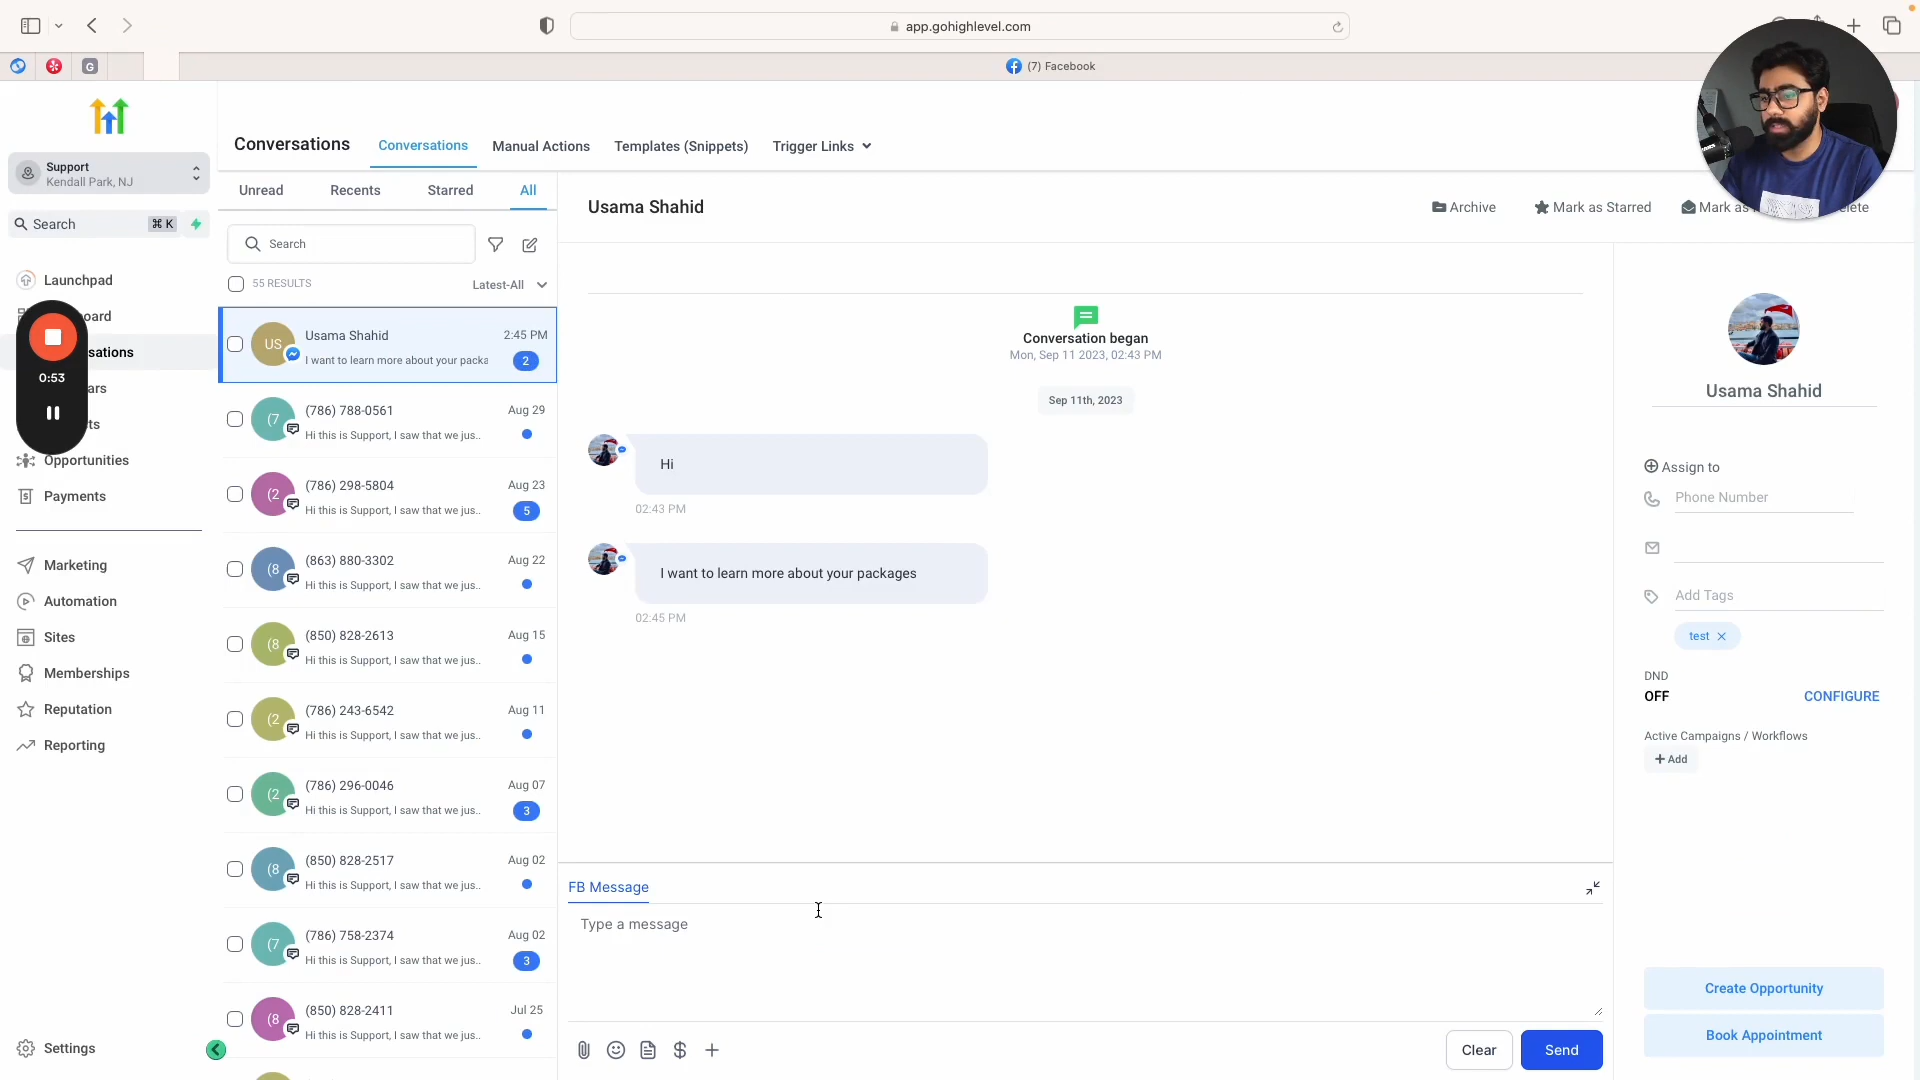 app.gohighlevel.com
G
(7) Facebook
Support
Kendall Park, NJ
Search
⌘ K
Launchpad
oard
sations
ars
ts
0:53
Opportunities
Payments
Marketing
Automation
Sites
Memberships
Reputation
Reporting
Settings
Conversations
Conversations
Manual Actions
Templates (Snippets)
Trigger Links
Unread
Recents
Starred
All
Search
55 RESULTS
Latest-All
US
Usama Shahid
2:45 PM
I want to learn more about your packa
2
(7
(786) 788-0561
Aug 29
Hi this is Support, I saw that we jus..
(2
(786) 298-5804
Aug 23
Hi this is Support, I saw that we jus..
5
(8
(863) 880-3302
Aug 22
Hi this is Support, I saw that we jus..
(8
(850) 828-2613
Aug 15
Hi this is Support, I saw that we jus..
(2
(786) 243-6542
Aug 11
Hi this is Support, I saw that we jus..
(2
(786) 296-0046
Aug 07
Hi this is Support, I saw that we jus..
3
(8
(850) 828-2517
Aug 02
Hi this is Support, I saw that we jus..
(7
(786) 758-2374
Aug 02
Hi this is Support, I saw that we jus..
3
(8
(850) 828-2411
Jul 25
Hi this is Support, I saw that we jus..
Usama Shahid
Archive
Mark as Starred
Mark as
lete
Conversation began
Mon, Sep 11 2023, 02:43 PM
Sep 11th, 2023
Hi
02:43 PM
I want to learn more about your packages
02:45 PM
FB Message
Type a message
Clear
Send
Usama Shahid
Assign to
Phone Number
Add Tags
test
DND
OFF
CONFIGURE
Active Campaigns / Workflows
+ Add
Create Opportunity
Book Appointment